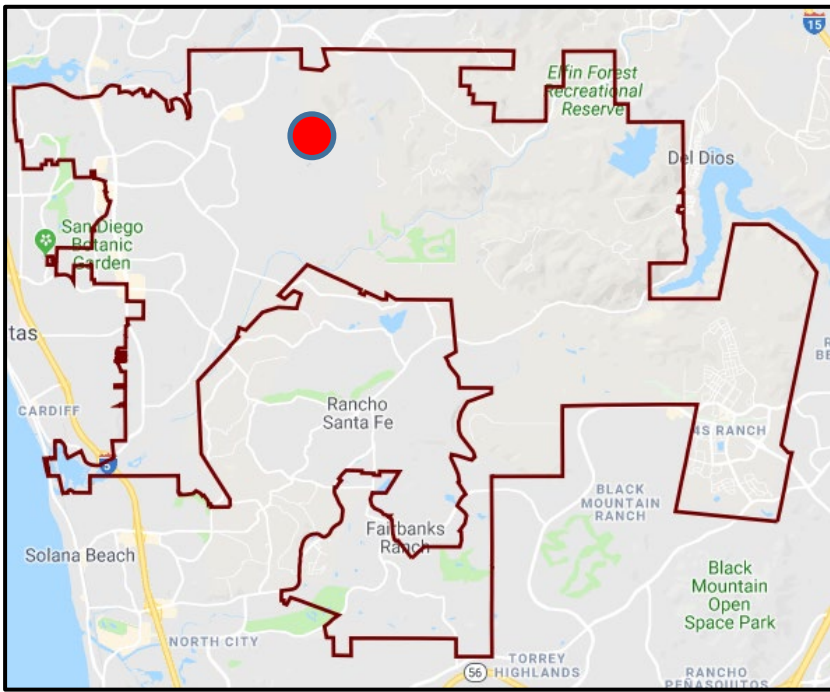 15
Elfin Forest
Recreational
Reserve
Del Dios
San Diego
Botanic
Garden
tas
CARDIFF
Rancho
Santa Fe
4S RANCH
5
BLACK
MOUNTAIN
RANCH
Fairbanks
Ranch
Solana Beach
Black
Mountain
Open
Space Park
NORTH CITY
56
TORREY
HIGHLANDS
RANCHO
PEÑASQUITOS